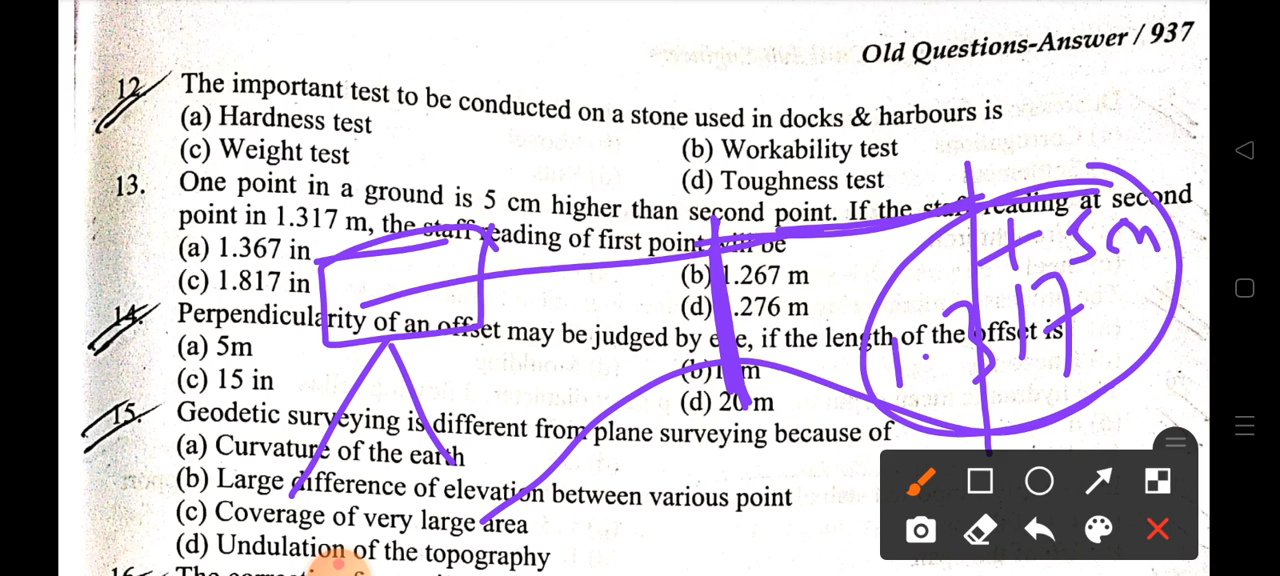 Old Questions-Answer / 937
12. The important test to be conducted on a stone used in docks & harbours is
(a) Hardness test
(b) Workability test
(c) Weight test
(d) Toughness test
13. One point in a ground is 5 cm higher than second point. If the staff reading at second
point in 1.317 m, the staff reading of first point will be
(a) 1.367 in
(b) 1.267 m
(c) 1.817 in
(d) .276 m
+ 5 m
1.317
14. Perpendicularity of an offset may be judged by eye, if the length of the offset is
(a) 5m
(b) m
(c) 15 in
(d) 20 m
15. Geodetic surveying is different from plane surveying because of
(a) Curvature of the earth
(b) Large difference of elevation between various point
(c) Coverage of very large area
(d) Undulation of the topography
16. The